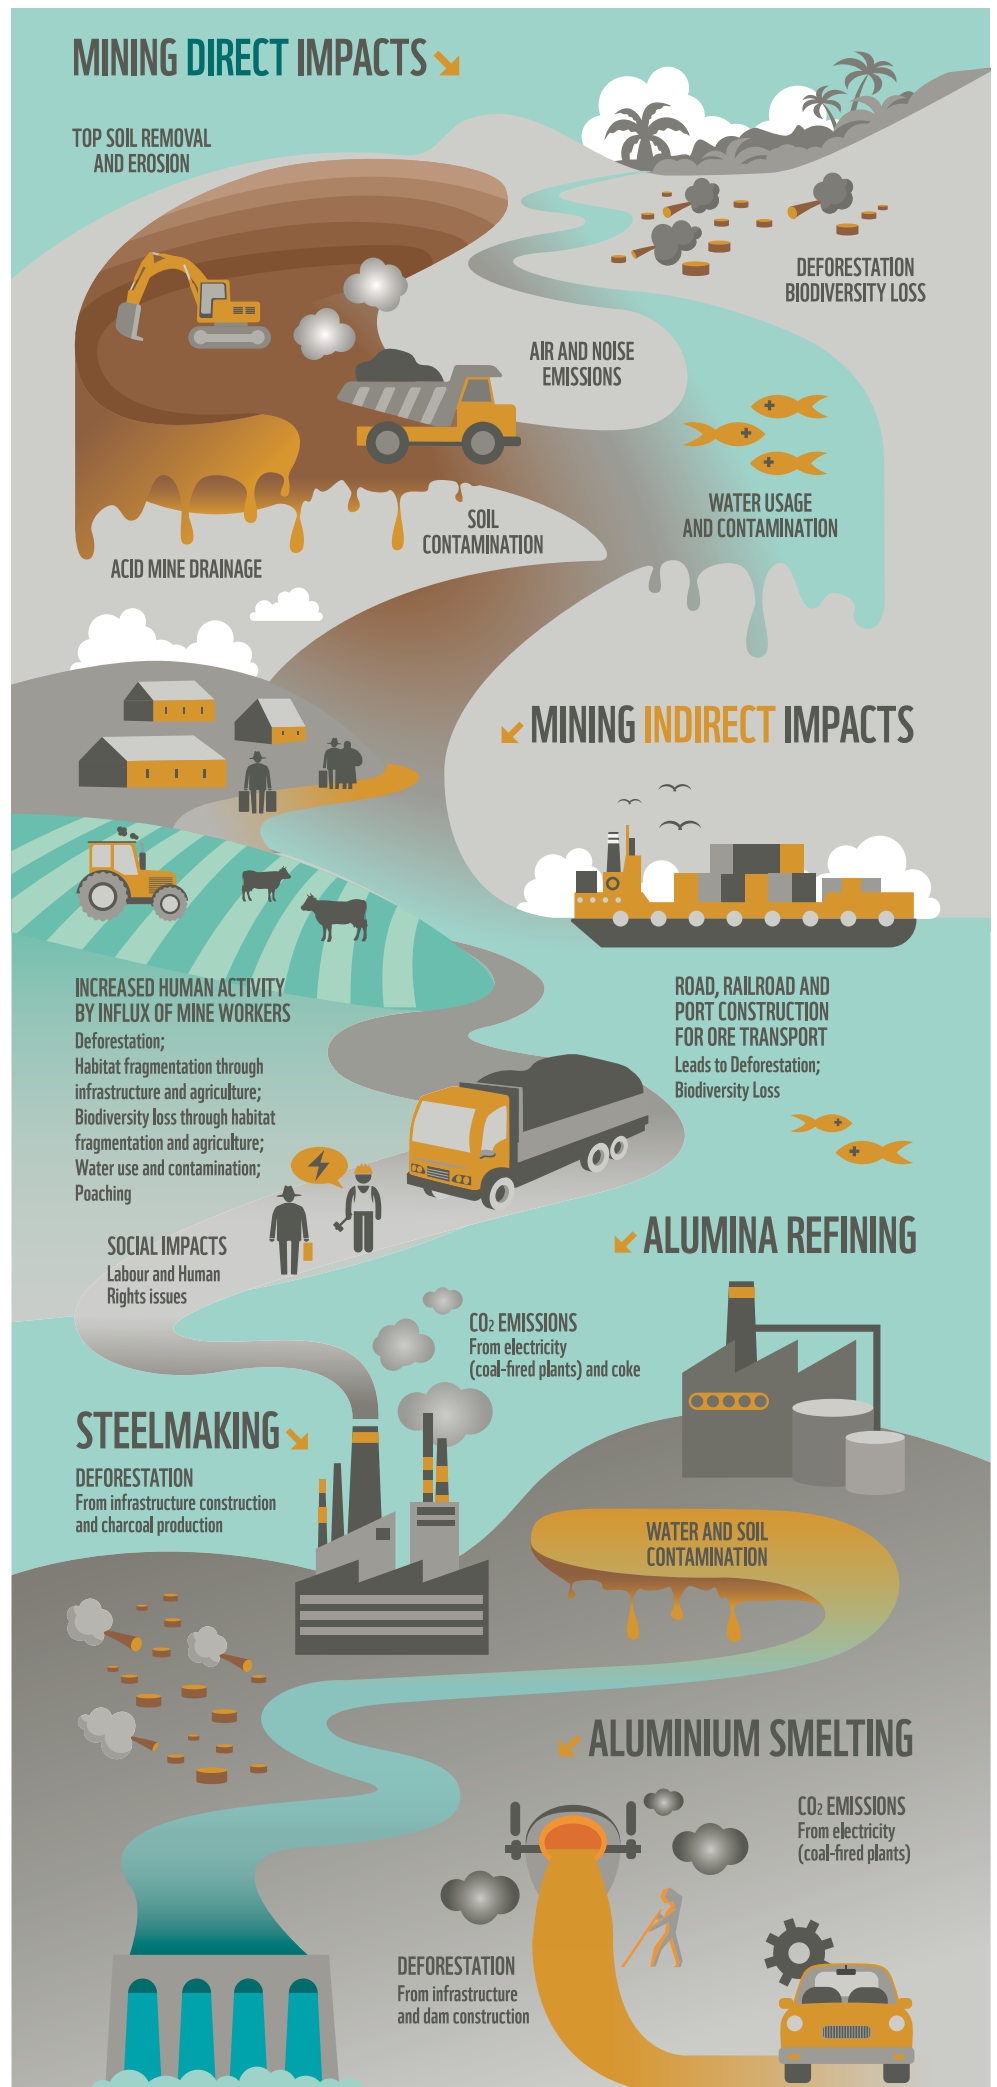 MINING DIRECT IMPACTS
TOP SOIL REMOVAL
AND EROSION
DEFORESTATION
BIODIVERSITY LOSS
AIR AND NOISE
EMISSIONS
WATER USAGE
AND CONTAMINATION
SOIL
CONTAMINATION
ACID MINE DRAINAGE
MINING INDIRECT IMPACTS
INCREASED HUMAN ACTIVITY
BY INFLUX OF MINE WORKERS
Deforestation;
Habitat fragmentation through
infrastructure and agriculture;
Biodiversity loss through habitat
fragmentation and agriculture;
Water use and contamination;
Poaching
ROAD, RAILROAD AND
PORT CONSTRUCTION
FOR ORE TRANSPORT
Leads to Deforestation;
Biodiversity Loss
SOCIAL IMPACTS
Labour and Human
Rights issues
ALUMINA REFINING
CO2 EMISSIONS
From electricity
(coal-fired plants) and coke
STEELMAKING
DEFORESTATION
From infrastructure construction
and charcoal production
WATER AND SOIL
CONTAMINATION
ALUMINIUM SMELTING
CO2 EMISSIONS
From electricity
(coal-fired plants)
DEFORESTATION
From infrastructure
and dam construction